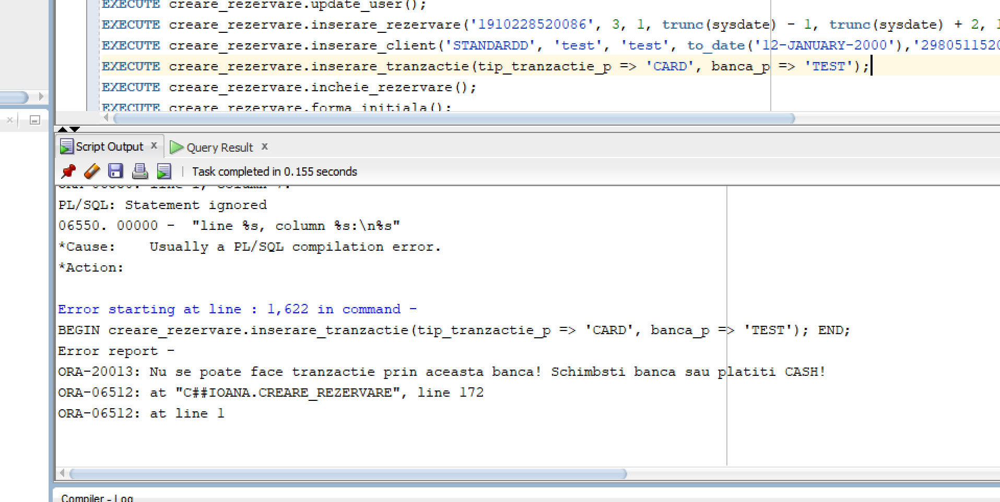 EXECUTE creare_rezervare.update_user();
EXECUTE creare_rezervare.inserare_rezervare('1910228520086', 3, 1, trunc(sysdate) - 1, trunc(sysdate) + 2, 1
EXECUTE creare_rezervare.inserare_client('STANDARDD', 'test', 'test', to_date('12-JANUARY-2000'),'2980511520
EXECUTE creare_rezervare.inserare_tranzactie(tip_tranzactie_p => 'CARD', banca_p => 'TEST');
EXECUTE creare_rezervare.incheie_rezervare();
EXECUTE creare_rezervare.forma_initiala();
Script Output x Query Result x
Task completed in 0.155 seconds
PL/SQL: Statement ignored
06550. 00000 - "line %s, column %s:\n%s"
*Cause: Usually a PL/SQL compilation error.
*Action:
Error starting at line : 1,622 in command -
BEGIN creare_rezervare.inserare_tranzactie(tip_tranzactie_p => 'CARD', banca_p => 'TEST'); END;
Error report -
ORA-20013: Nu se poate face tranzactie prin aceasta banca! Schimbsti banca sau platiti CASH!
ORA-06512: at "C##IOANA.CREARE_REZERVARE", line 172
ORA-06512: at line 1
Compiler - Log